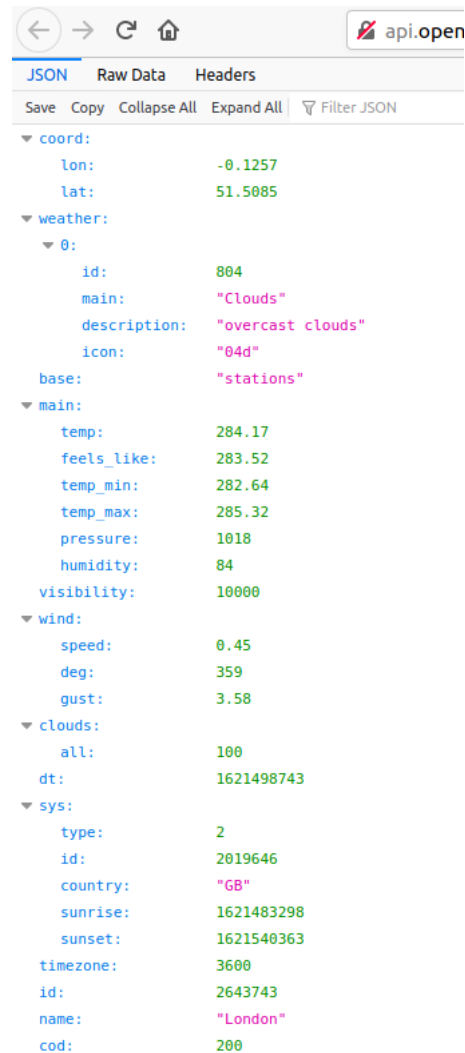 api.open
JSON Raw Data Headers
Save Copy Collapse All Expand All Filter JSON
coord:
lon: -0.1257
lat: 51.5085
weather:
0:
id: 804
main: "Clouds"
description: "overcast clouds"
icon: "04d"
base: "stations"
main:
temp: 284.17
feels_like: 283.52
temp_min: 282.64
temp_max: 285.32
pressure: 1018
humidity: 84
visibility: 10000
wind:
speed: 0.45
deg: 359
gust: 3.58
clouds:
all: 100
dt: 1621498743
sys:
type: 2
id: 2019646
country: "GB"
sunrise: 1621483298
sunset: 1621540363
timezone: 3600
id: 2643743
name: "London"
cod: 200